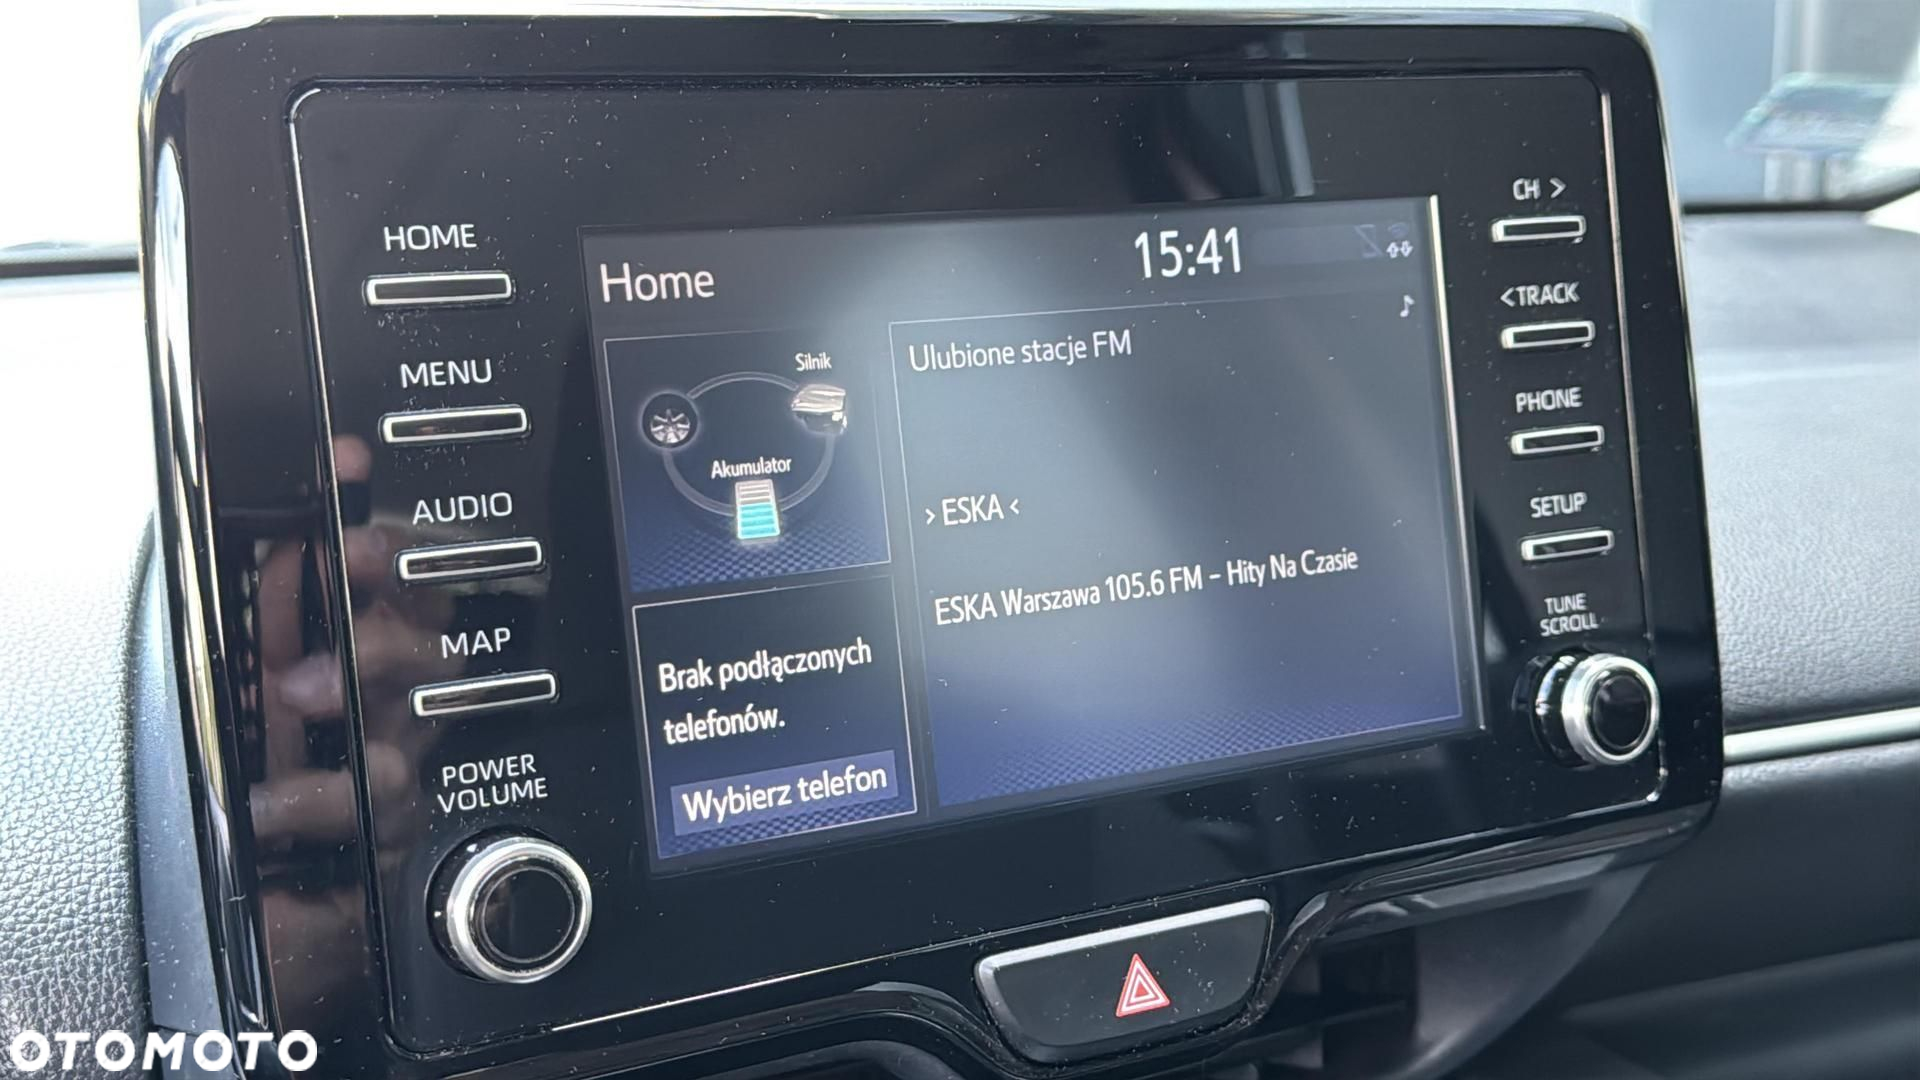 HOME
MENU
AUDIO
MAP
POWER
VOLUME
Home
15:41
Silnik
Akumulator
Brak podłączonych
telefonów.
Wybierz telefon
Ulubione stacje FM
> ESKA <
ESKA Warszawa 105.6 FM - Hity Na Czasie
CH >
<TRACK
PHONE
SETUP
TUNE
SCROLL
OTOMOTO